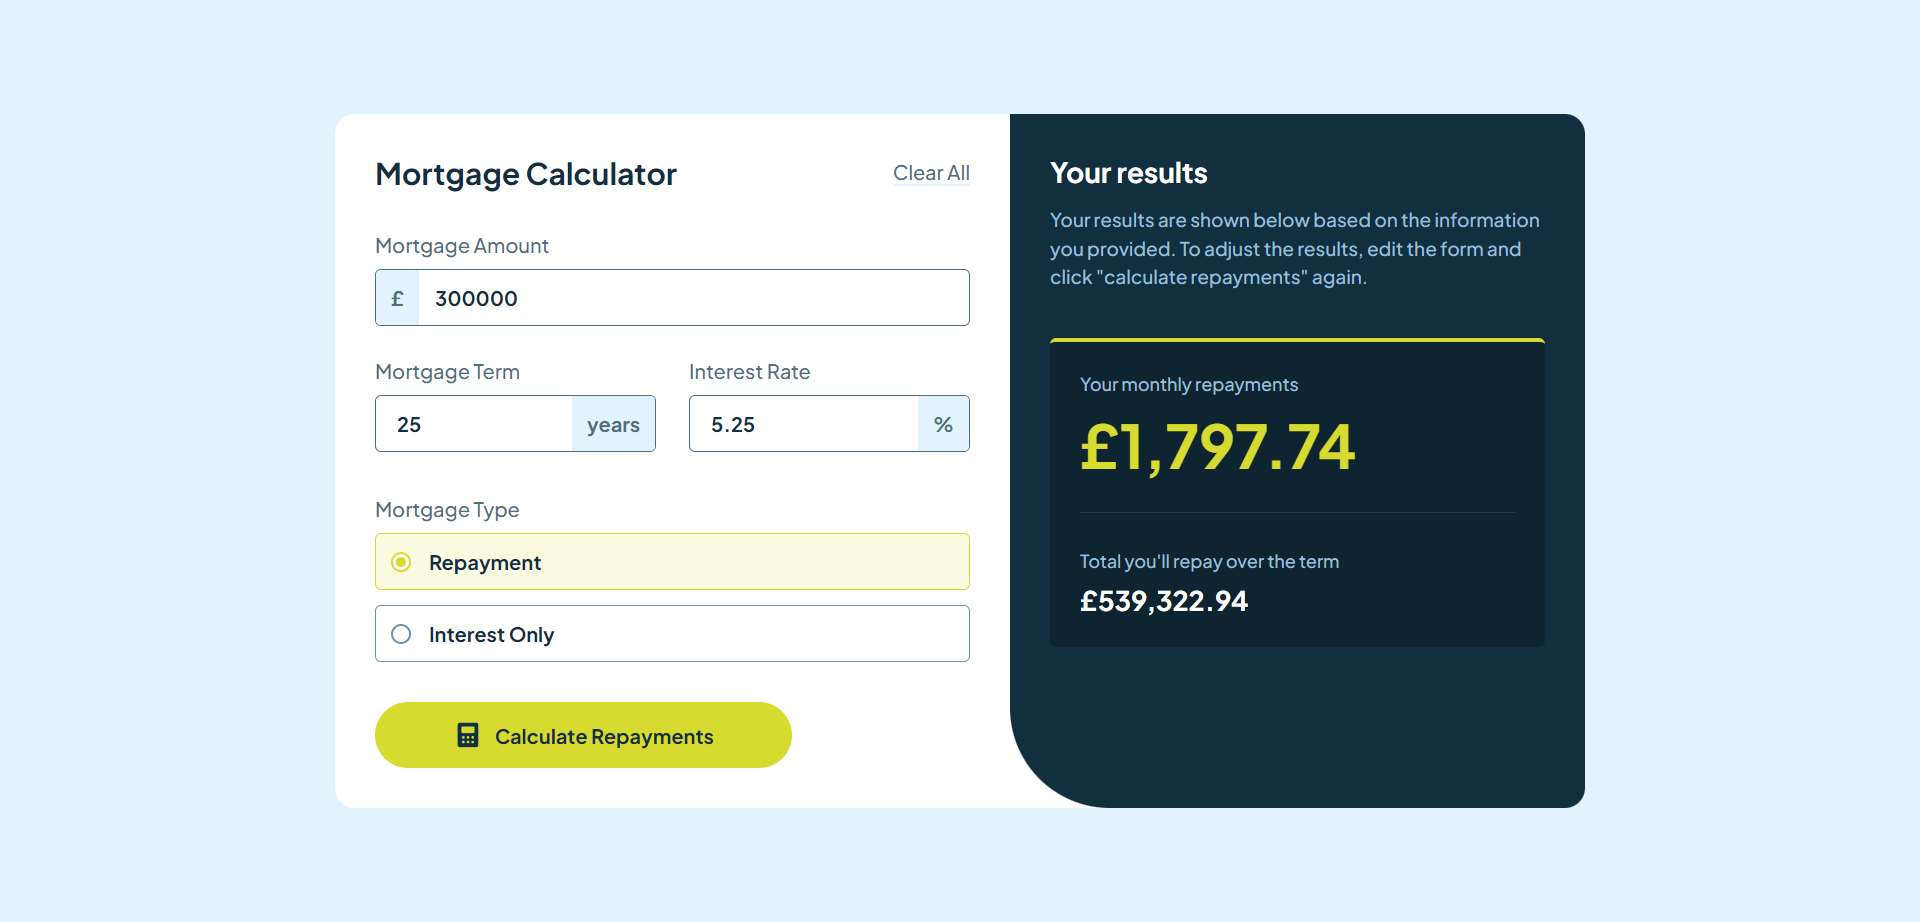 Mortgage Calculator
Clear All
Mortgage Amount
£ 300000
Mortgage Term
25 years
Interest Rate
5.25 %
Mortgage Type
Repayment
Interest Only
Calculate Repayments
Your results
Your results are shown below based on the information
you provided. To adjust the results, edit the form and
click "calculate repayments" again.
Your monthly repayments
£1,797.74
Total you'll repay over the term
£539,322.94